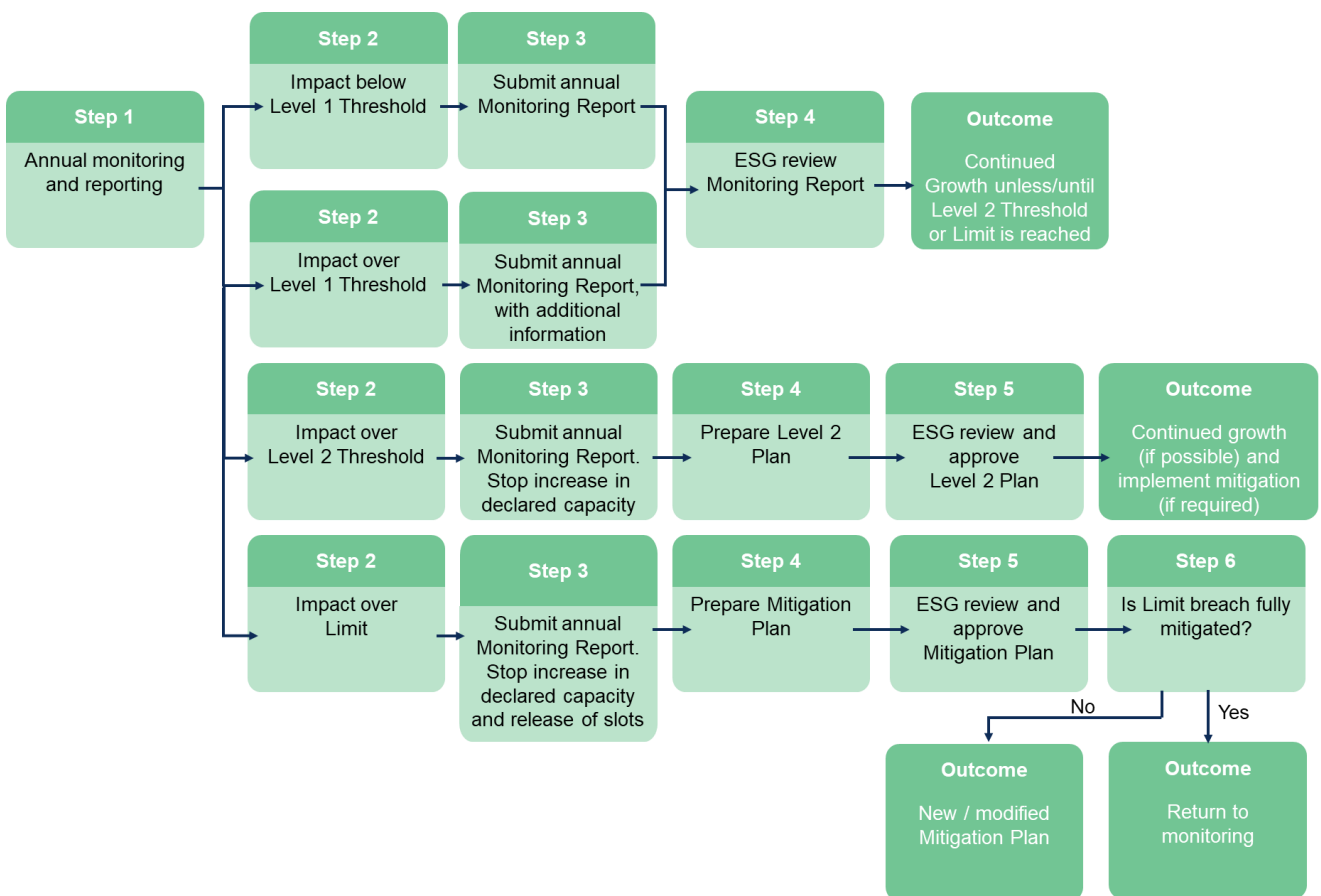 Step 1
Annual monitoring
and reporting
Step 2
Impact below
Level 1 Threshold
Step 3
Submit annual
Monitoring Report
Step 2
Impact over
Level 1 Threshold
Step 3
Submit annual
Monitoring Report,
with additional
information
Step 4
ESG review
Monitoring Report
Outcome
Continued
Growth unless/until
Level 2 Threshold
or Limit is reached
Step 2
Impact over
Level 2 Threshold
Step 3
Submit annual
Monitoring Report.
Stop increase in
declared capacity
Step 4
Prepare Level 2
Plan
Step 5
ESG review and
approve
Level 2 Plan
Outcome
Continued growth
(if possible) and
implement mitigation
(if required)
Step 2
Impact over
Limit
Step 3
Submit annual
Monitoring Report.
Stop increase in
declared capacity
and release of slots
Step 4
Prepare Mitigation
Plan
Step 5
ESG review and
approve
Mitigation Plan
Step 6
Is Limit breach fully
mitigated?
No
Yes
Outcome
New / modified
Mitigation Plan
Outcome
Return to
monitoring